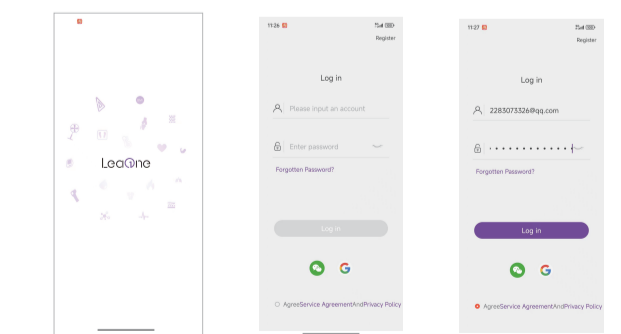 LeaOne
11:26
Register
Log in
Please input an account
Enter password
Forgotten Password?
Log in
AgreeService AgreementAndPrivacy Policy
11:27
Register
Log in
2283073326@qq.com
Forgotten Password?
Log in
AgreeService AgreementAndPrivacy Policy